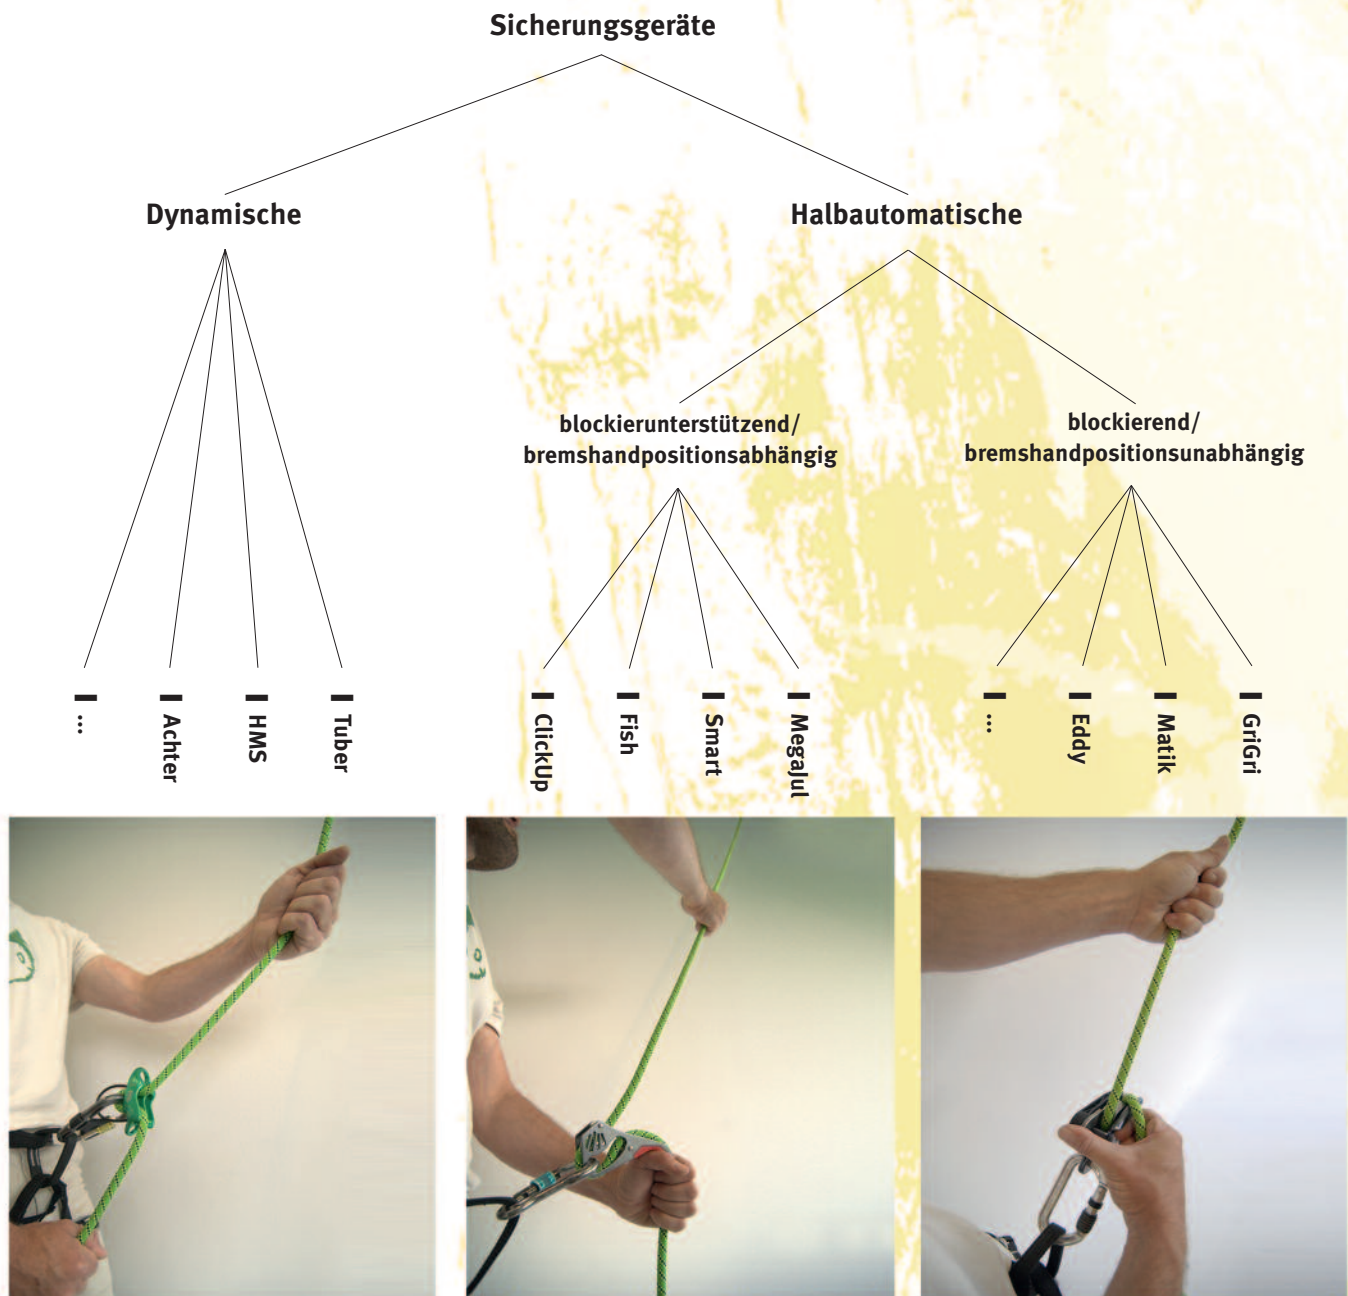 Sicherungsgeräte
Dynamische
Halbautomatische
blockierunterstützend/
bremshandpositionsabhängig
blockierend/
bremshandpositionsunabhängig
...
Achter
HMS
Tuber
ClickUp
Fish
Smart
MegaJul
...
Eddy
Matik
GriGri